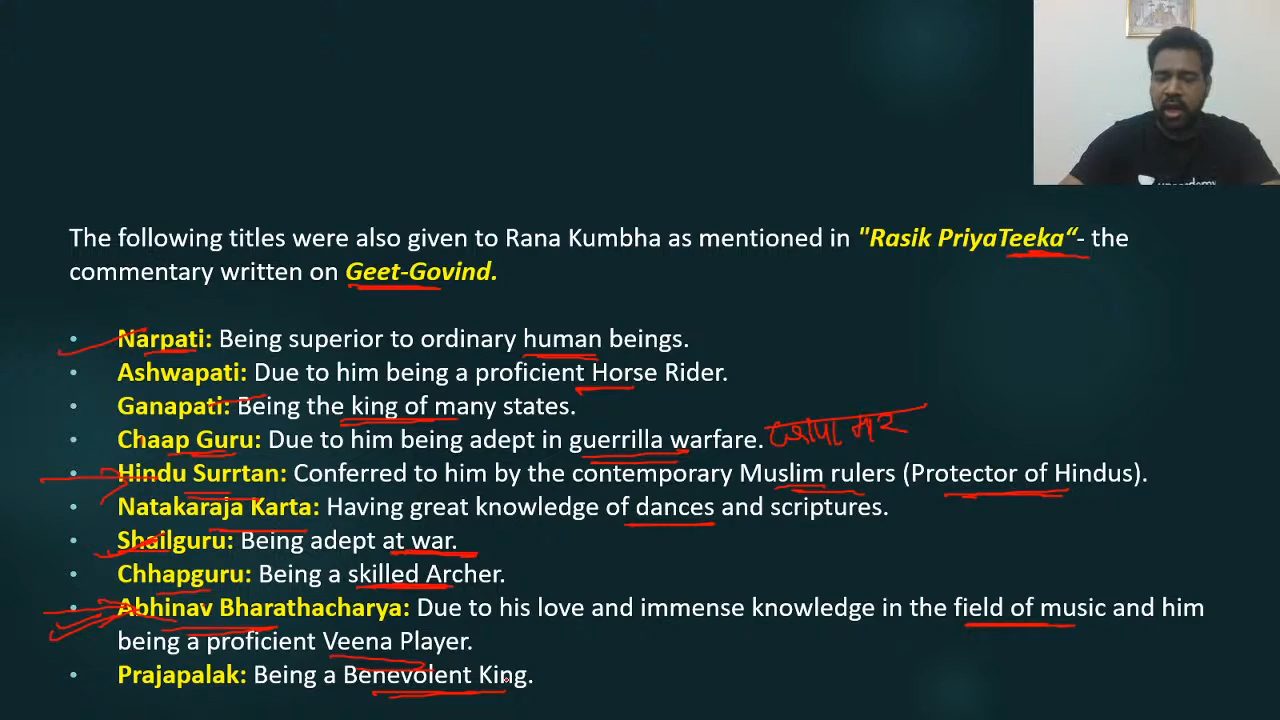 The following titles were also given to Rana Kumbha as mentioned in "Rasik PriyaTeeka“- the
commentary written on Geet-Govind.
• Narpati: Being superior to ordinary human beings.
• Ashwapati: Due to him being a proficient Horse Rider.
• Ganapati: Being the king of many states.
• Chaap Guru: Due to him being adept in guerrilla warfare.
• Hindu Surrtan: Conferred to him by the contemporary Muslim rulers (Protector of Hindus).
• Natakaraja Karta: Having great knowledge of dances and scriptures.
• Shailguru: Being adept at war.
• Chhapguru: Being a skilled Archer.
• Abhinav Bharathacharya: Due to his love and immense knowledge in the field of music and him
being a proficient Veena Player.
• Prajapalak: Being a Benevolent King.